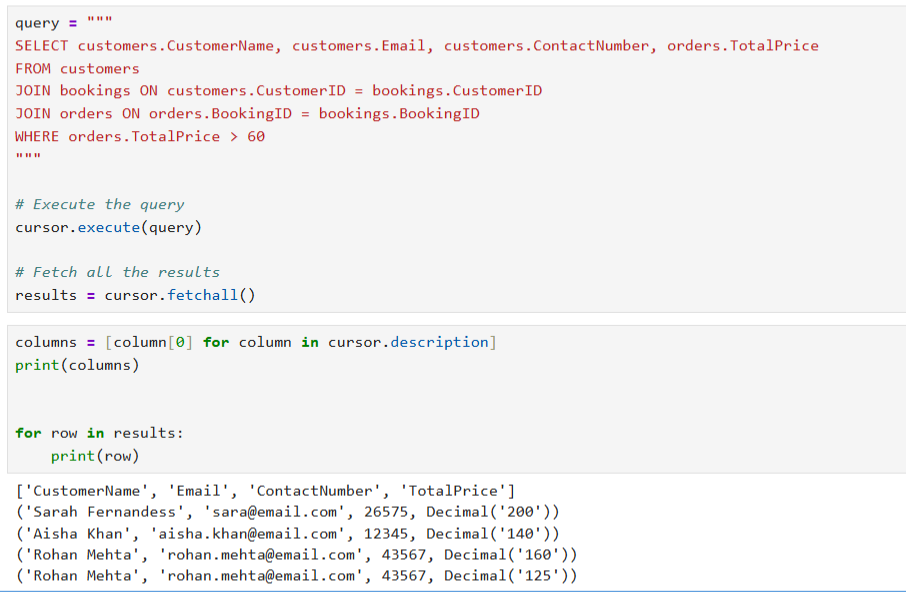 query = """
SELECT customers.CustomerName, customers.Email, customers.ContactNumber, orders.TotalPrice
FROM customers
JOIN bookings ON customers.CustomerID = bookings.CustomerID
JOIN orders ON orders.BookingID = bookings.BookingID
WHERE orders.TotalPrice > 60
"""
# Execute the query
cursor.execute(query)
# Fetch all the results
results = cursor.fetchall()
columns = [column[0] for column in cursor.description]
print(columns)
for row in results:
    print(row)
['CustomerName', 'Email', 'ContactNumber', 'TotalPrice']
('Sarah Fernandess', 'sara@email.com', 26575, Decimal('200'))
('Aisha Khan', 'aisha.khan@email.com', 12345, Decimal('140'))
('Rohan Mehta', 'rohan.mehta@email.com', 43567, Decimal('160'))
('Rohan Mehta', 'rohan.mehta@email.com', 43567, Decimal('125'))